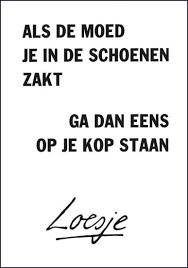 ALS DE MOED
JE IN DE SCHOENEN
ZAKT
GA DAN EENS
OP JE KOP STAAN
Loesje